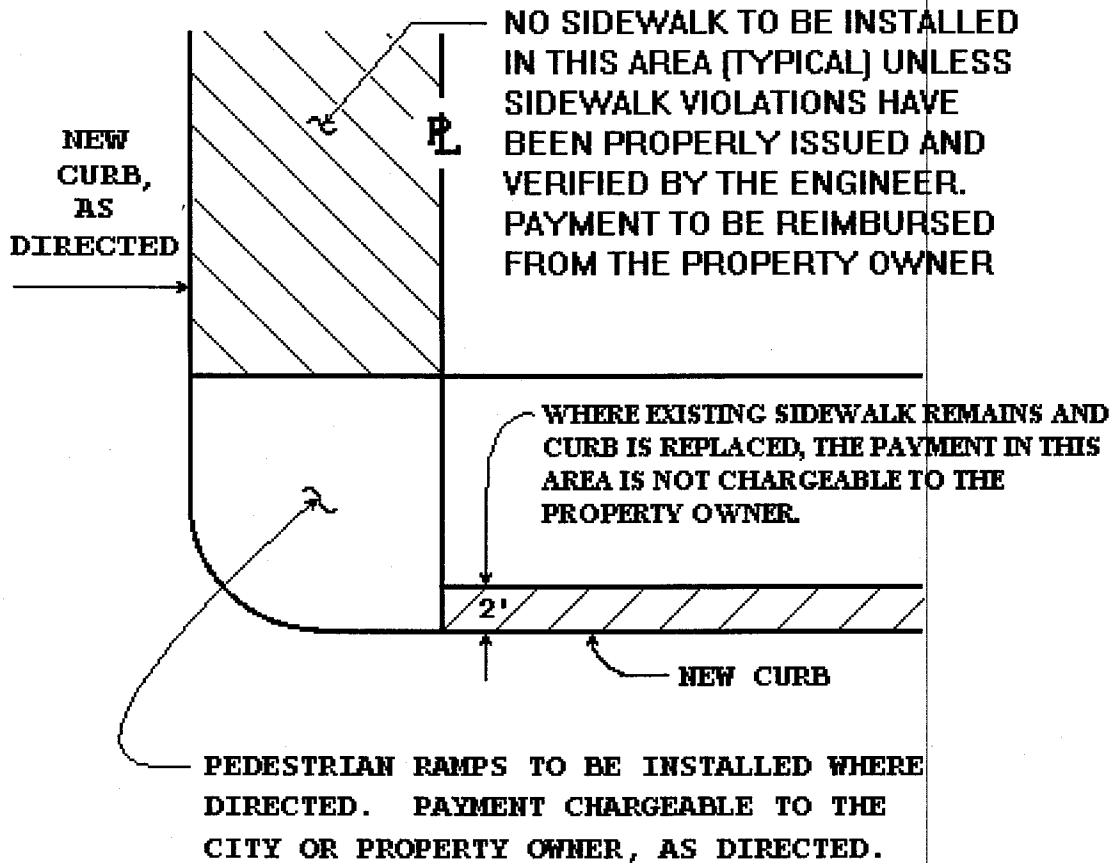 NO SIDEWALK TO BE INSTALLED
IN THIS AREA (TYPICAL) UNLESS
SIDEWALK VIOLATIONS HAVE
BEEN PROPERLY ISSUED AND
VERIFIED BY THE ENGINEER.
PAYMENT TO BE REIMBURSED
FROM THE PROPERTY OWNER
PL
NEW
CURB,
AS
DIRECTED
WHERE EXISTING SIDEWALK REMAINS AND
CURB IS REPLACED, THE PAYMENT IN THIS
AREA IS NOT CHARGEABLE TO THE
PROPERTY OWNER.
2'
NEW CURB
PEDESTRIAN RAMPS TO BE INSTALLED WHERE
DIRECTED. PAYMENT CHARGEABLE TO THE
CITY OR PROPERTY OWNER, AS DIRECTED.